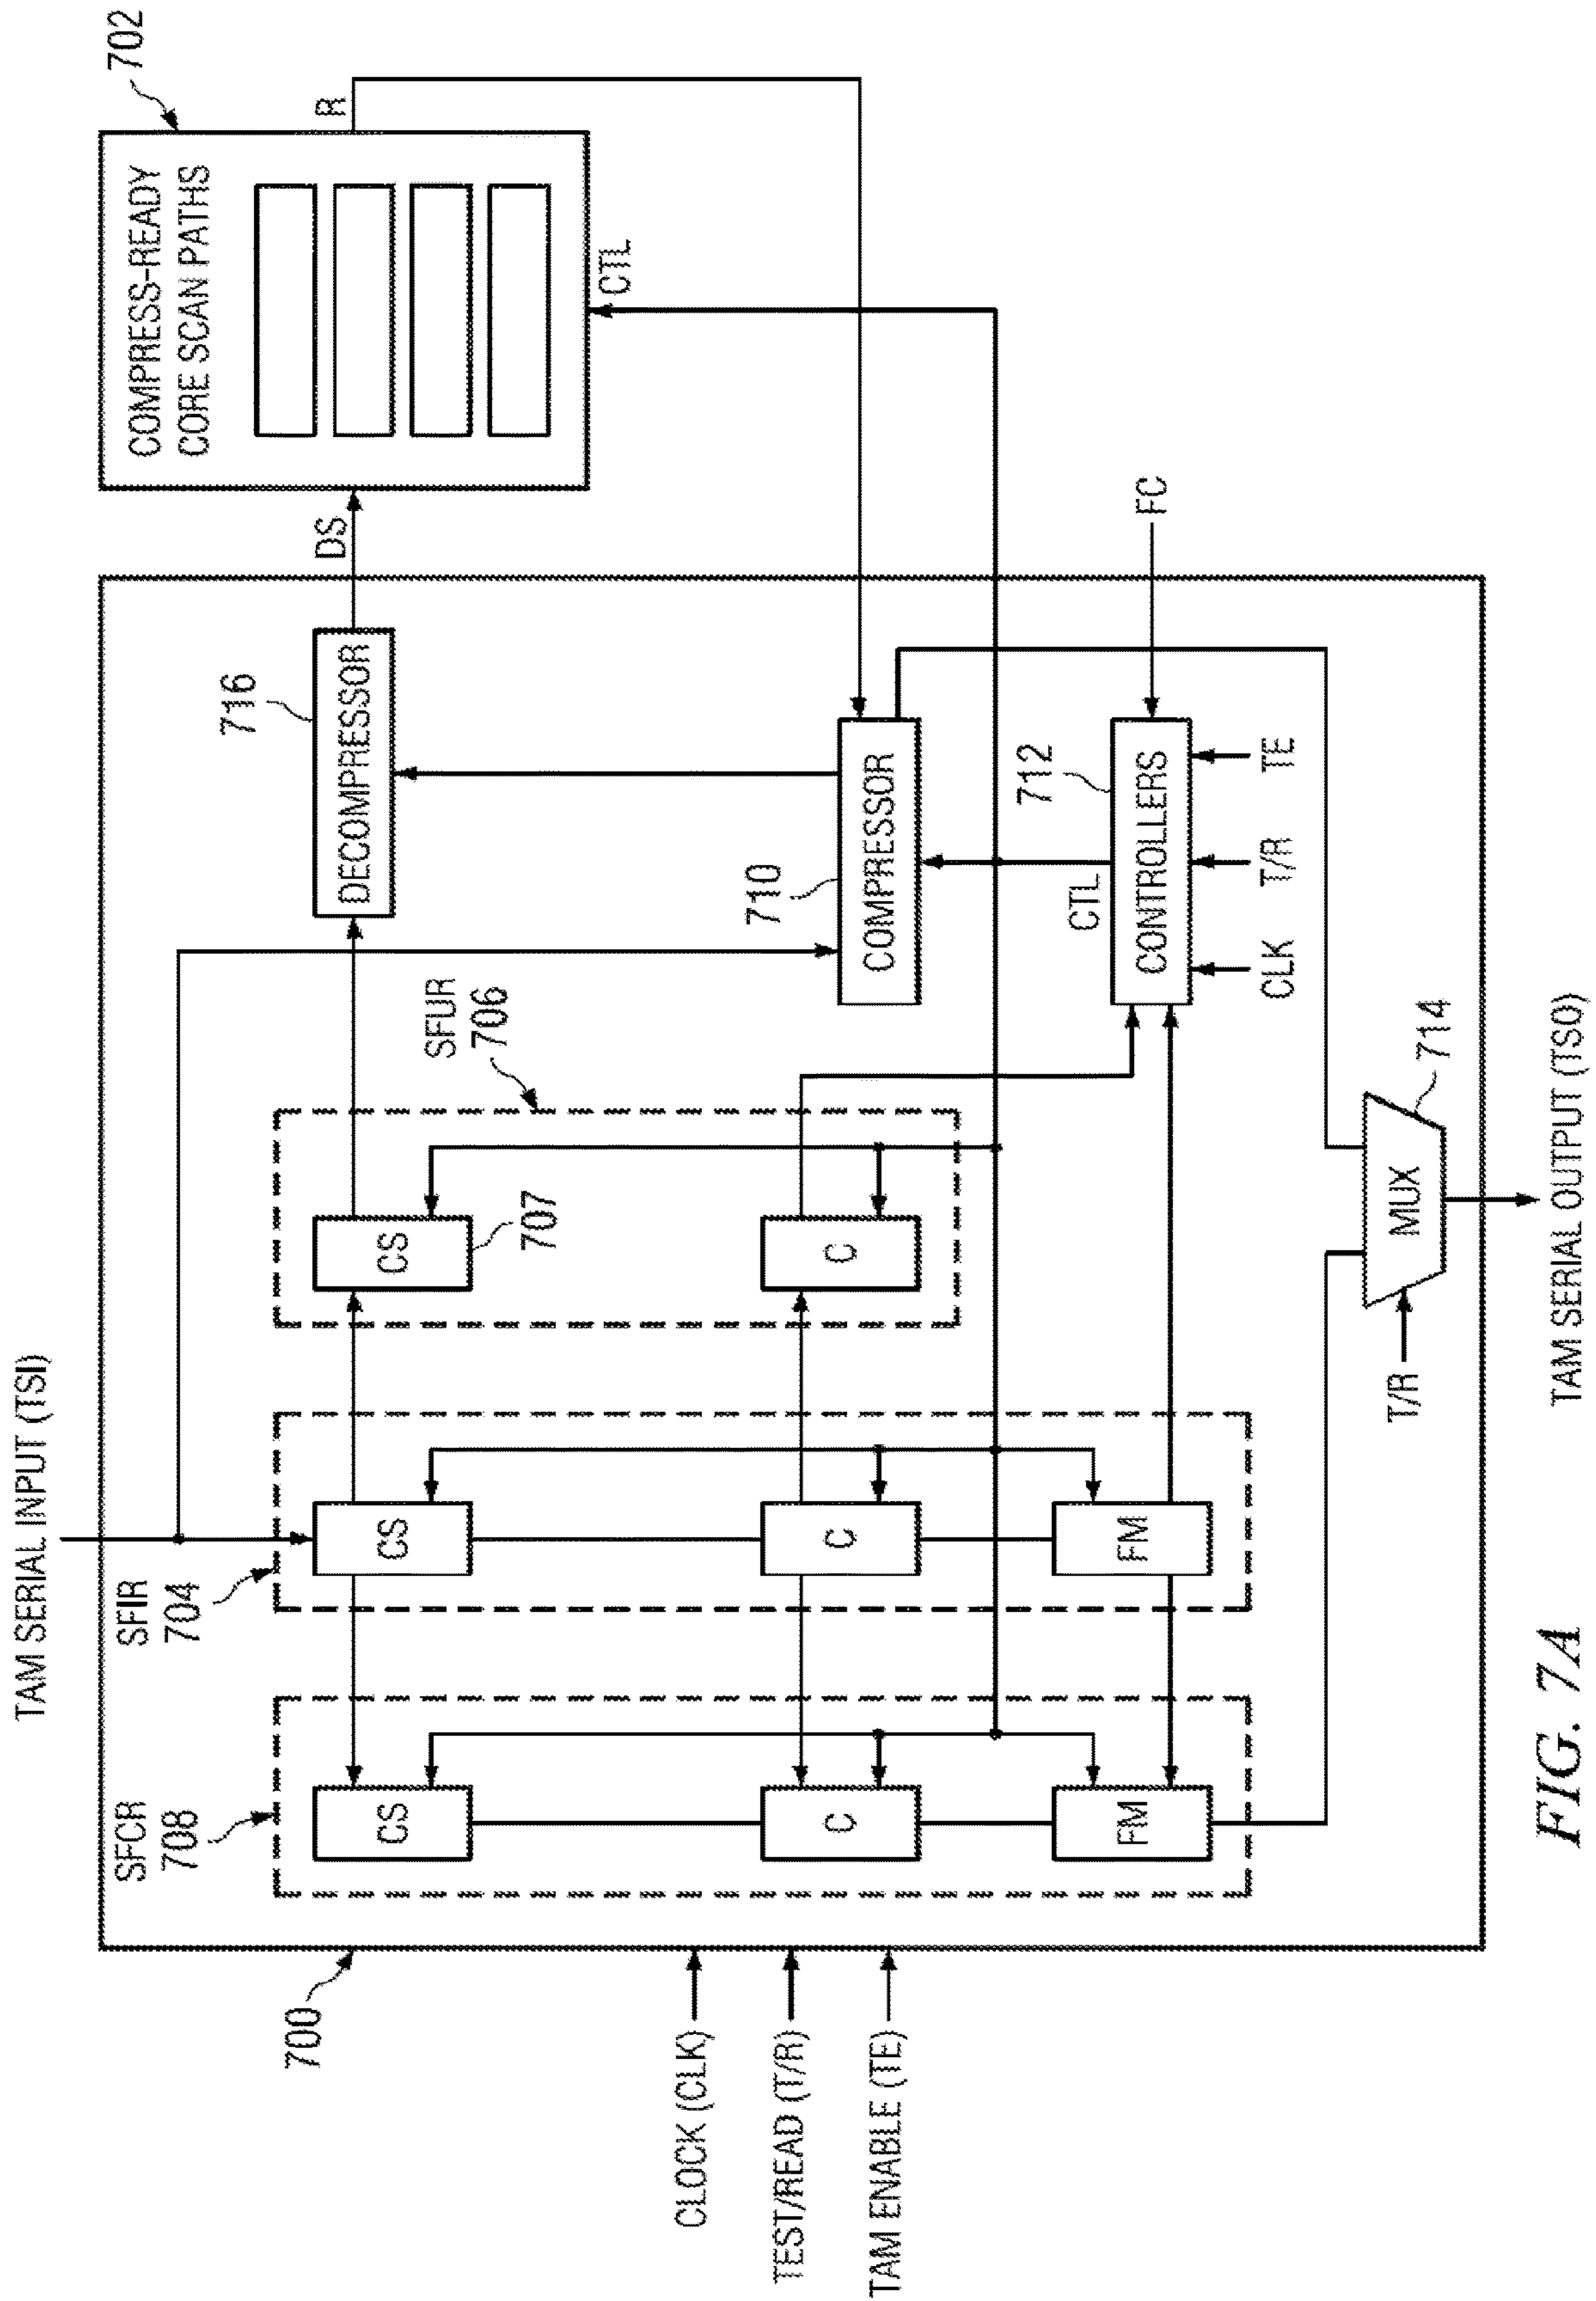 702
COMPRESS-READY
CORE SCAN PATHS
R
CTL
DS
716
DECOMPRESSOR
710
COMPRESSOR
712
CONTROLLERS
CTL
FC
TE
T/R
CLK
SFUR
706
CS
707
C
TAM SERIAL INPUT (TSI)
SFIR
704
CS
C
FM
SFCR
708
CS
C
FM
MUX
714
T/R
TAM SERIAL OUTPUT (TSO)
700
CLOCK (CLK)
TEST/READ (T/R)
TAM ENABLE (TE)
FIG. 7A